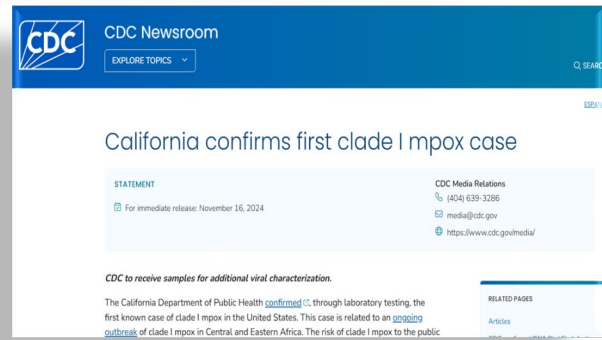 CDC
CDC Newsroom
EXPLORE TOPICS
SEARC
ESPA
California confirms first clade I mpox case
STATEMENT
For immediate release: November 16, 2024
CDC Media Relations
(404) 639-3286
media@cdc.gov
https://www.cdc.gov/media/
CDC to receive samples for additional viral characterization.
The California Department of Public Health confirmed, through laboratory testing, the
first known case of clade I mpox in the United States. This case is related to an ongoing
outbreak of clade I mpox in Central and Eastern Africa. The risk of clade I mpox to the public
RELATED PAGES
Articles